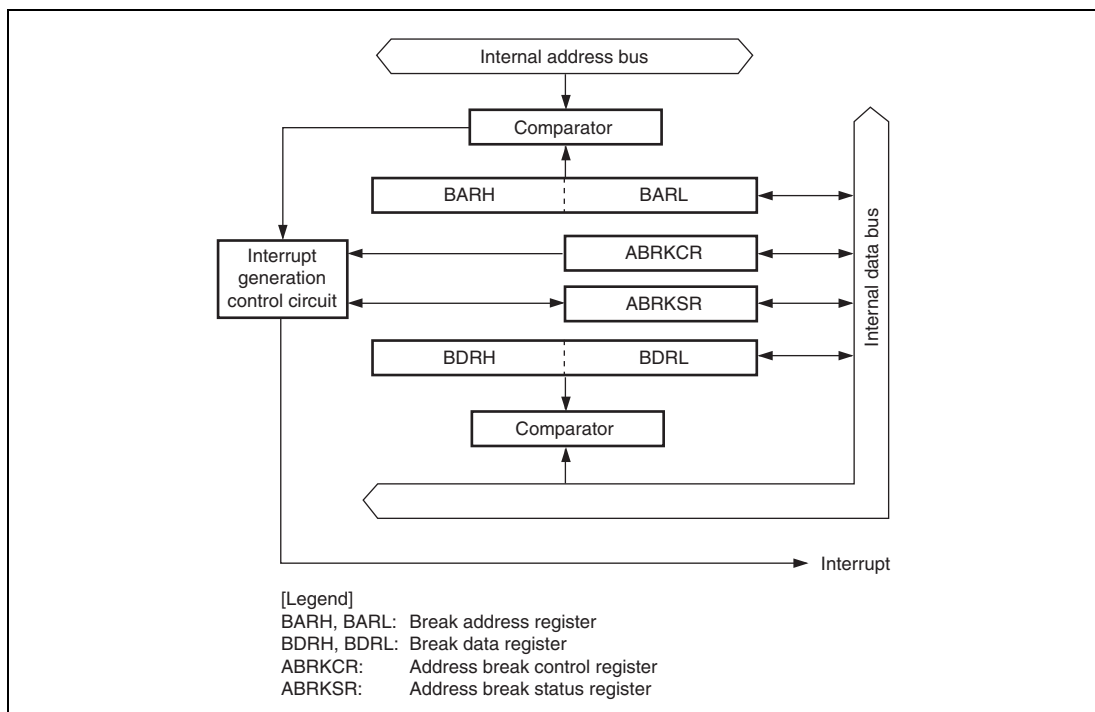 Internal address bus
Comparator
BARH
BARL
Interrupt
generation
control circuit
ABRKCR
ABRKSR
Internal data bus
BDRH
BDRL
Comparator
Interrupt
[Legend]
BARH, BARL: Break address register
BDRH, BDRL: Break data register
ABRKCR: Address break control register
ABRKSR: Address break status register